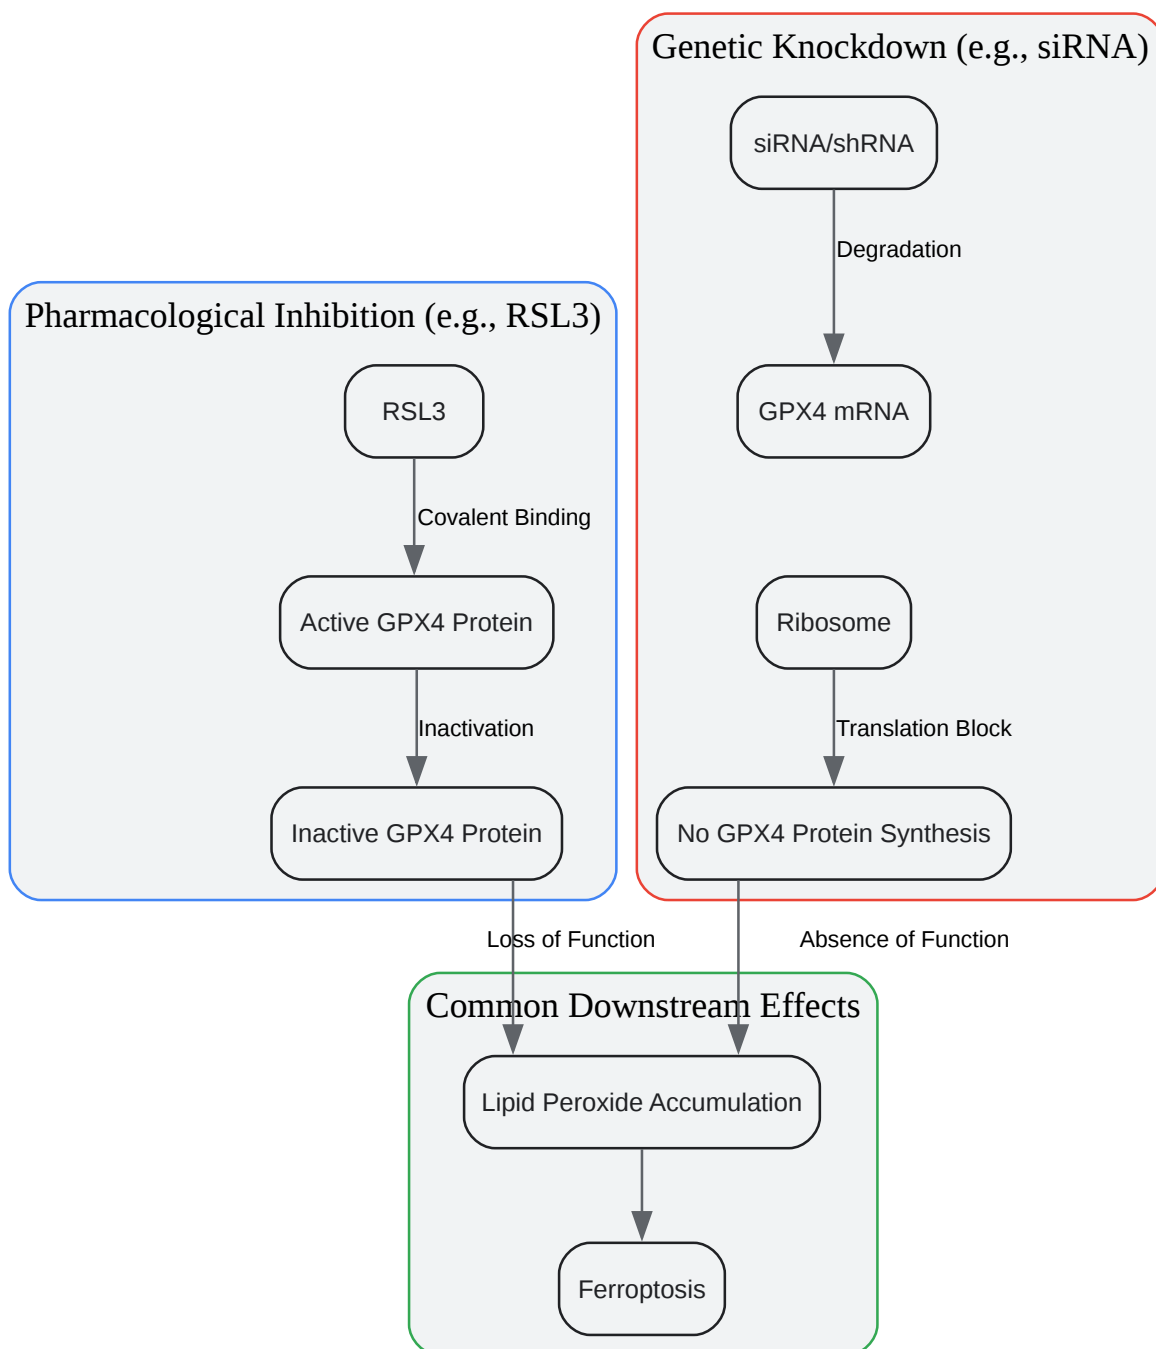 Genetic Knockdown (e.g., siRNA)
siRNA/shRNA
Degradation
GPX4 mRNA
Ribosome
Translation Block
No GPX4 Protein Synthesis
Absence of Function
Pharmacological Inhibition (e.g., RSL3)
RSL3
Covalent Binding
Active GPX4 Protein
Inactivation
Inactive GPX4 Protein
Loss of Function
Common Downstream Effects
Lipid Peroxide Accumulation
Ferroptosis